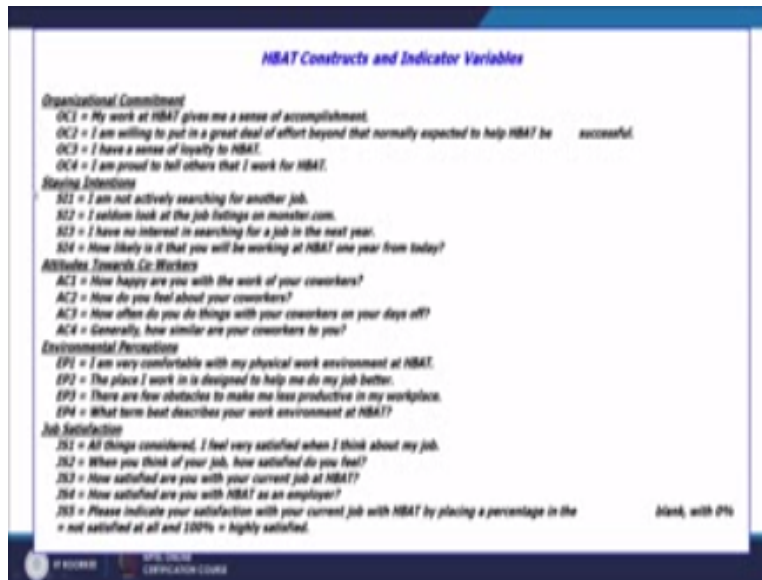 HBAT Constructs and Indicator Variables
Organizational Commitment
OC1 = My work at HBAT gives me a sense of accomplishment.
OC2 = I am willing to put in a great deal of effort beyond that normally expected to help HBAT be successful.
OC3 = I have a sense of loyalty to HBAT.
OC4 = I am proud to tell others that I work for HBAT.
Staying Intentions
SI1 = I am not actively searching for another job.
SI2 = I seldom look at the job listings on monster.com.
SI3 = I have no interest in searching for a job in the next year.
SI4 = How likely is it that you will be working at HBAT one year from today?
Attitudes Towards Co-Workers
AC1 = How happy are you with the work of your coworkers?
AC2 = How do you feel about your coworkers?
AC3 = How often do you do things with your coworkers on your days off?
AC4 = Generally, how similar are your coworkers to you?
Environmental Perceptions
EP1 = I am very comfortable with my physical work environment at HBAT.
EP2 = The place I work in is designed to help me do my job better.
EP3 = There are few obstacles to make me less productive in my workplace.
EP4 = What term best describes your work environment at HBAT?
Job Satisfaction
JS1 = All things considered, I feel very satisfied when I think about my job.
JS2 = When you think of your job, how satisfied do you feel?
JS3 = How satisfied are you with your current job at HBAT?
JS4 = How satisfied are you with HBAT as an employer?
JS5 = Please indicate your satisfaction with your current job with HBAT by placing a percentage in the blank, with 0%
= not satisfied at all and 100% = highly satisfied.
IIT ROORKEE
NPTEL ONLINE
CERTIFICATION COURSE